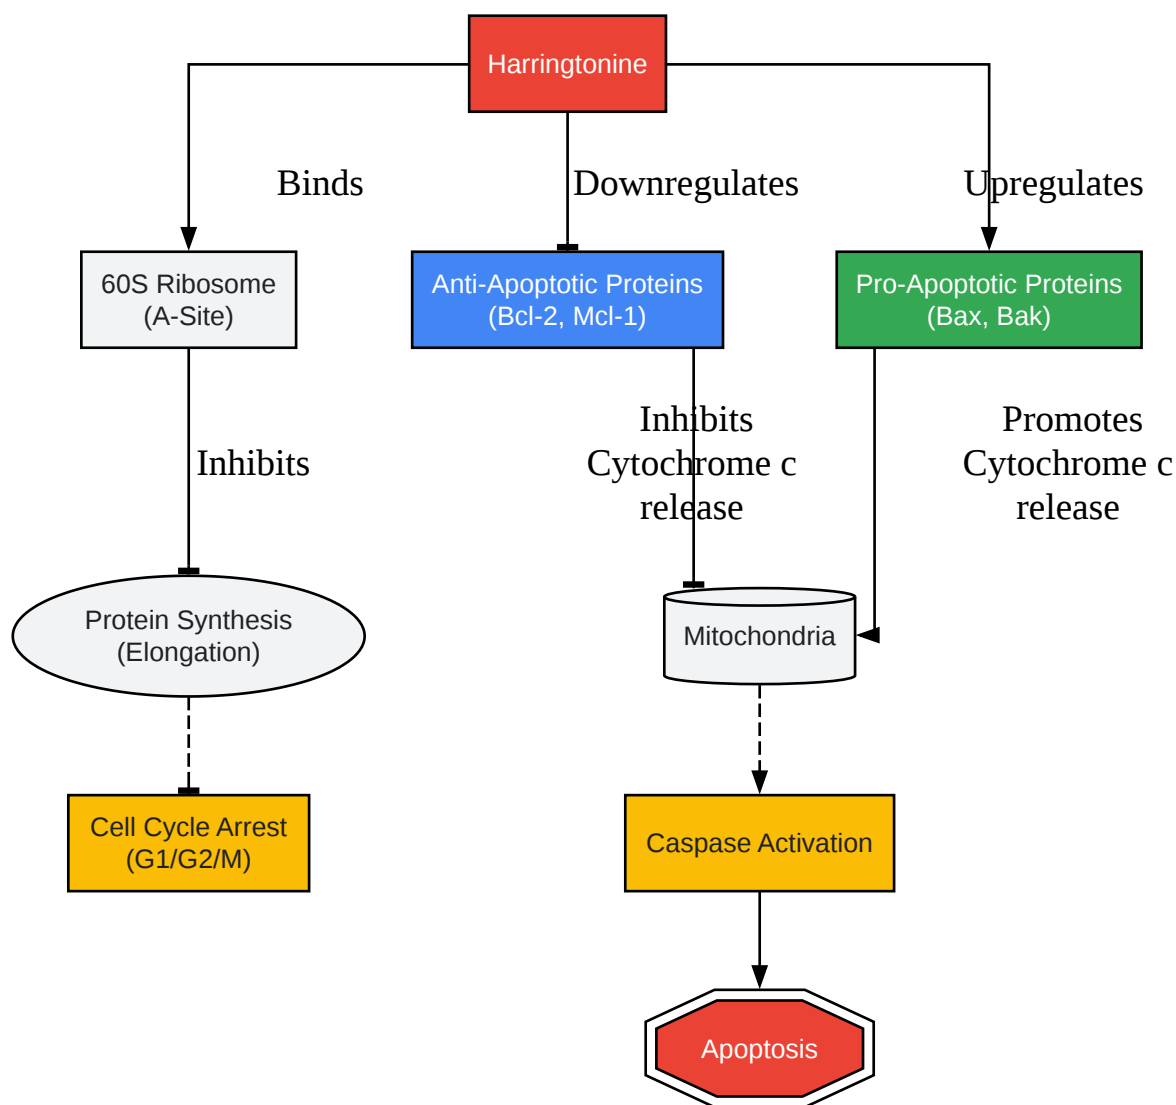 Harringtonine
Binds
Downregulates
Upregulates
60S Ribosome
(A-Site)
Anti-Apoptotic Proteins
(Bcl-2, Mcl-1)
Pro-Apoptotic Proteins
(Bax, Bak)
Inhibits
Inhibits
Cytochrome c
release
Promotes
Cytochrome c
release
Protein Synthesis
(Elongation)
Mitochondria
Cell Cycle Arrest
(G1/G2/M)
Caspase Activation
Apoptosis